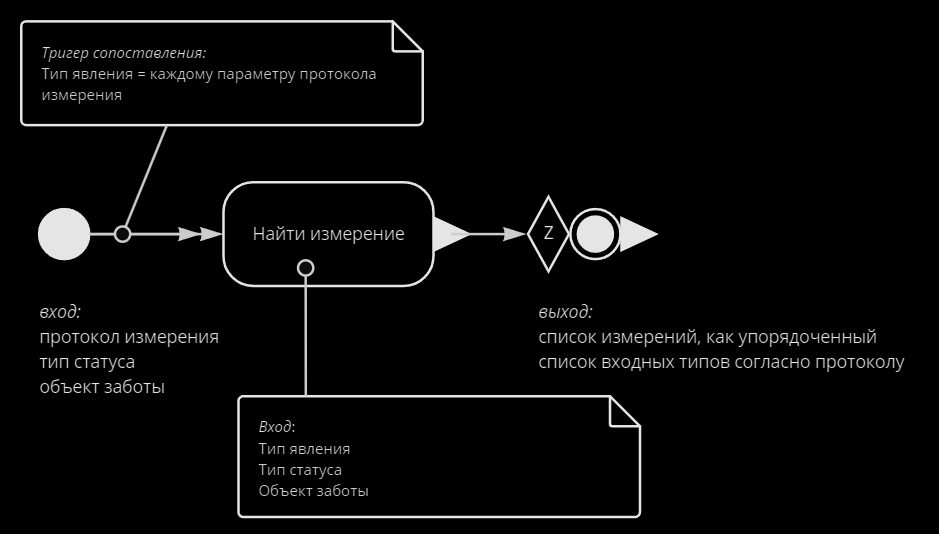 Тригер сопоставления:
Тип явления = каждому параметру протокола
измерения
Найти измерение
Z
вход:
протокол измерения
тип статуса
объект заботы
выход:
список измерений, как упорядоченный
список входных типов согласно протоколу
Вход:
Тип явления
Тип статуса
Объект заботы